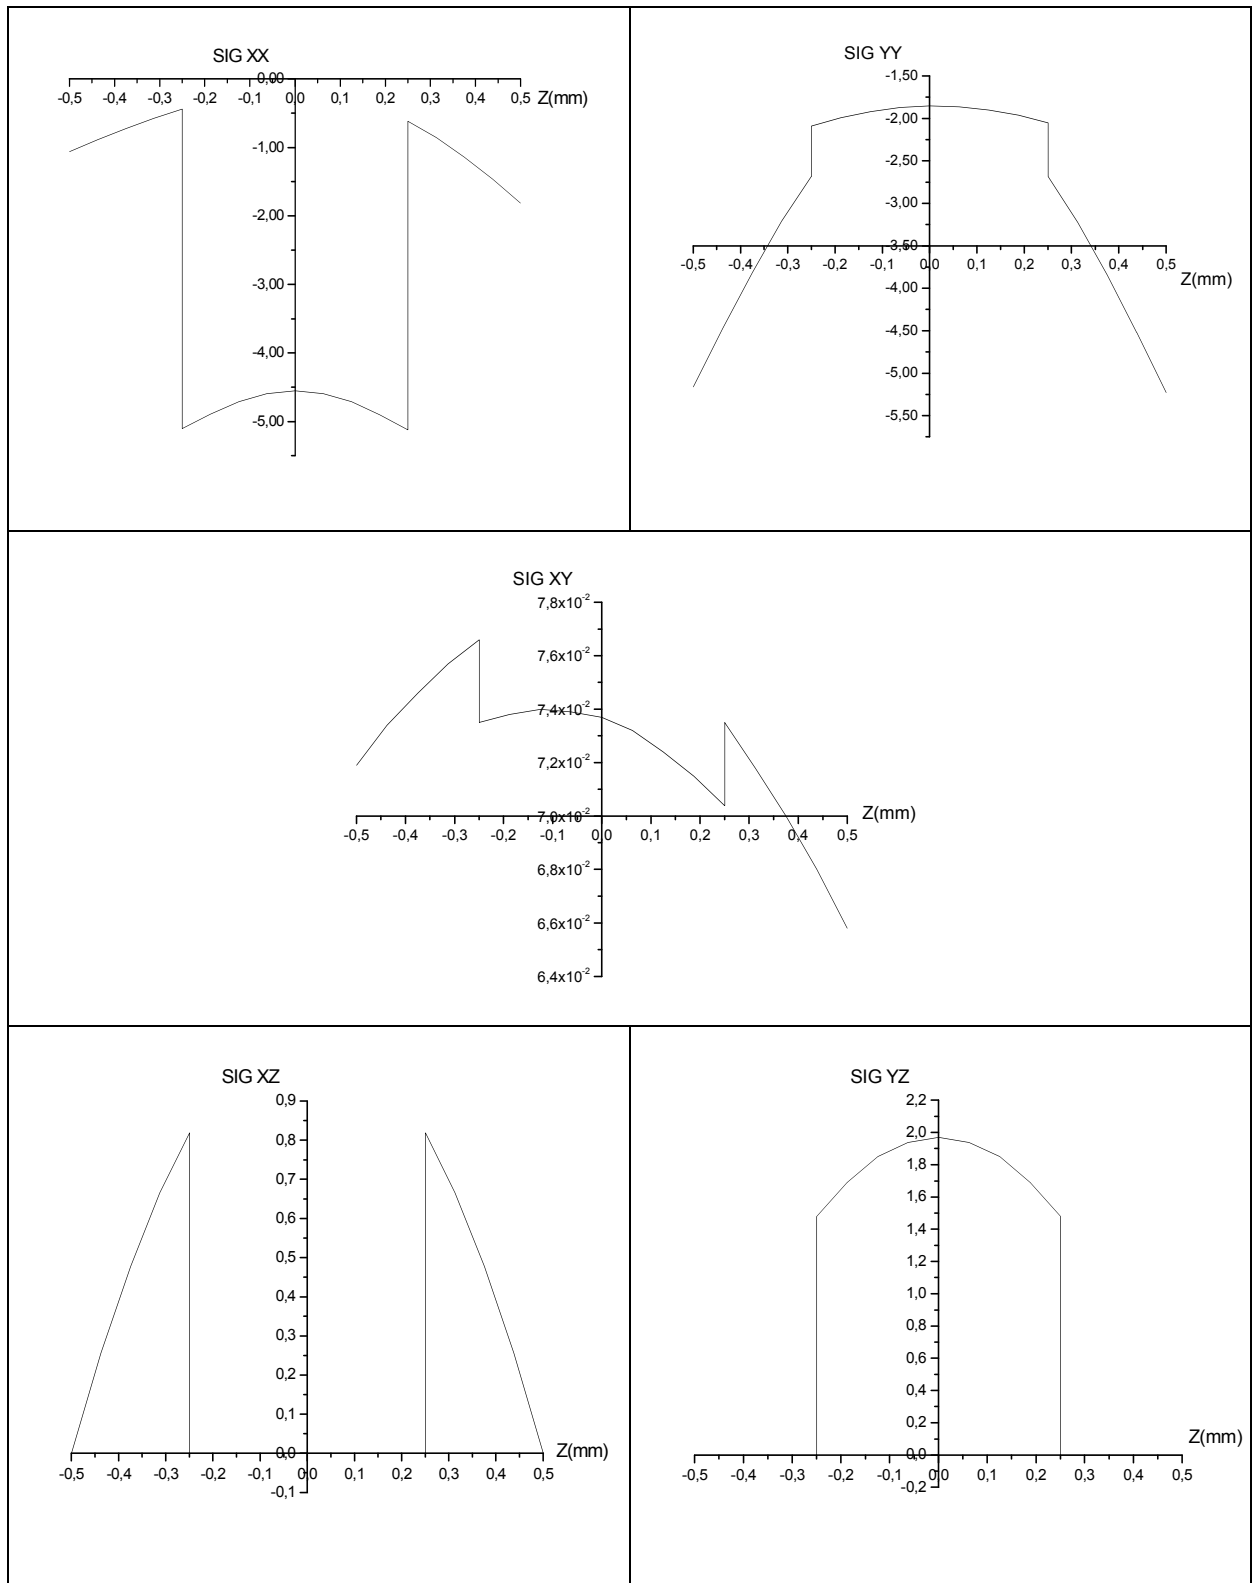 SIG XX
0,00
-0,5 -0,4 -0,3 -0,2 -0,1 0,0 0,1 0,2 0,3 0,4 0,5 Z(mm)
-1,00
-2,00
-3,00
-4,00
-5,00
SIG YY
-1,50
-2,00
-2,50
-3,00
-3,50
-0,5 -0,4 -0,3 -0,2 -0,1 0,0 0,1 0,2 0,3 0,4 0,5
Z(mm)
-4,00
-4,50
-5,00
-5,50
SIG XY
7,8x10⁻²
7,6x10⁻²
7,4x10⁻²
7,2x10⁻²
7,0x10⁻² Z(mm)
-0,5 -0,4 -0,3 -0,2 -0,1 0,0 0,1 0,2 0,3 0,4 0,5
6,8x10⁻²
6,6x10⁻²
6,4x10⁻²
SIG XZ
0,9
0,8
0,7
0,6
0,5
0,4
0,3
0,2
0,1
0,0 Z(mm)
-0,5 -0,4 -0,3 -0,2 -0,1 0,0 0,1 0,2 0,3 0,4 0,5
-0,1
SIG YZ
2,2
2,0
1,8
1,6
1,4
1,2
1,0
0,8
0,6
0,4
0,2
Z(mm)
0,0
-0,5 -0,4 -0,3 -0,2 -0,1 0,0 0,1 0,2 0,3 0,4 0,5
-0,2